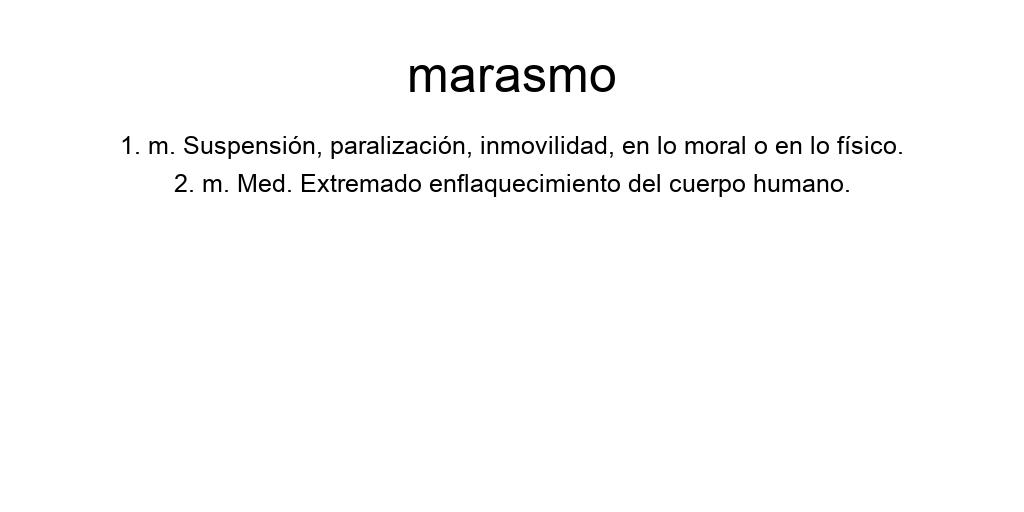 marasmo
1. m. Suspensión, paralización, inmovilidad, en lo moral o en lo físico.
2. m. Med. Extremado enflaquecimiento del cuerpo humano.